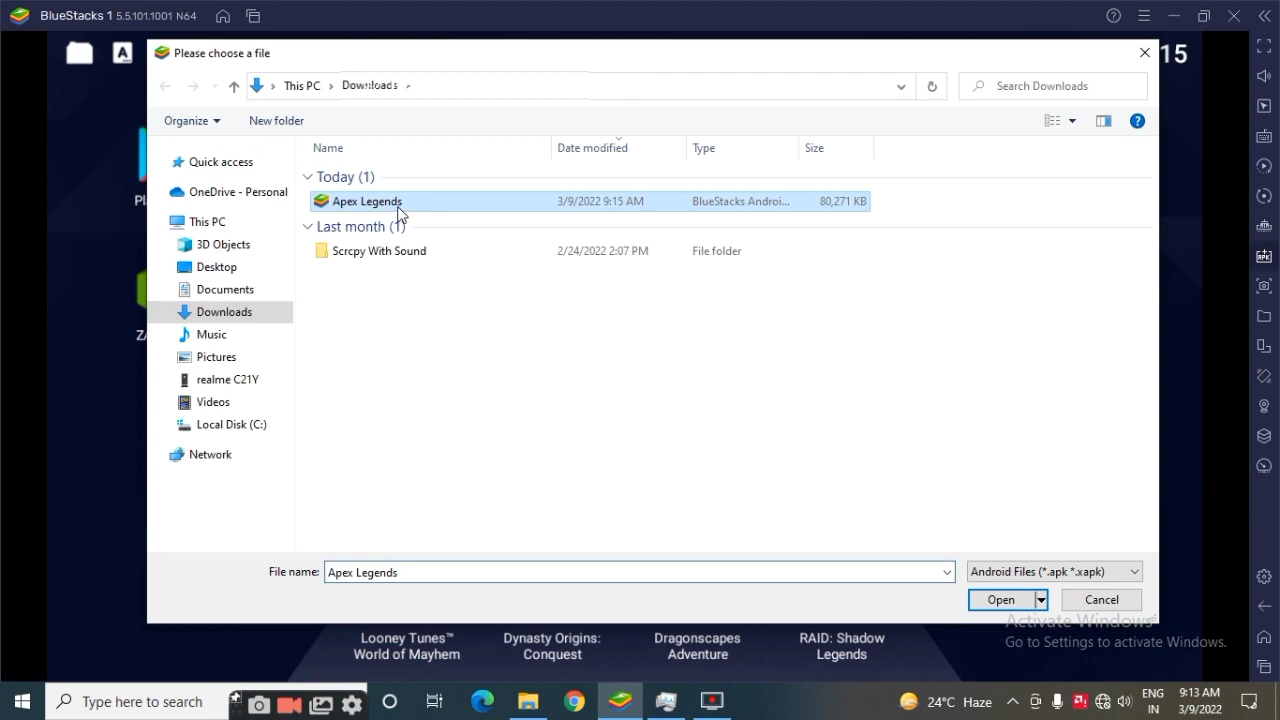 BlueStacks 1 5.5.101.1001 N64
Please choose a file
15
This PC
Downloads
Search Downloads
Organize
New folder
Name
Date modified
Type
Size
Quick access
OneDrive - Personal
This PC
3D Objects
Desktop
Documents
Downloads
Music
Pictures
realme C21Y
Videos
Local Disk (C:)
Network
Today (1)
Apex Legends
3/9/2022 9:15 AM
BlueStacks Androi...
80,271 KB
Last month (1)
Scrcpy With Sound
2/24/2022 2:07 PM
File folder
File name:
Apex Legends
Android Files (*.apk *.xapk)
Open
Cancel
Activate Windows
Go to Settings to activate Windows.
Looney Tunes™
World of Mayhem
Dynasty Origins:
Conquest
Dragonscapes
Adventure
RAID: Shadow
Legends
Type here to search
24°C Haze
ENG
IN
9:13 AM
3/9/2022